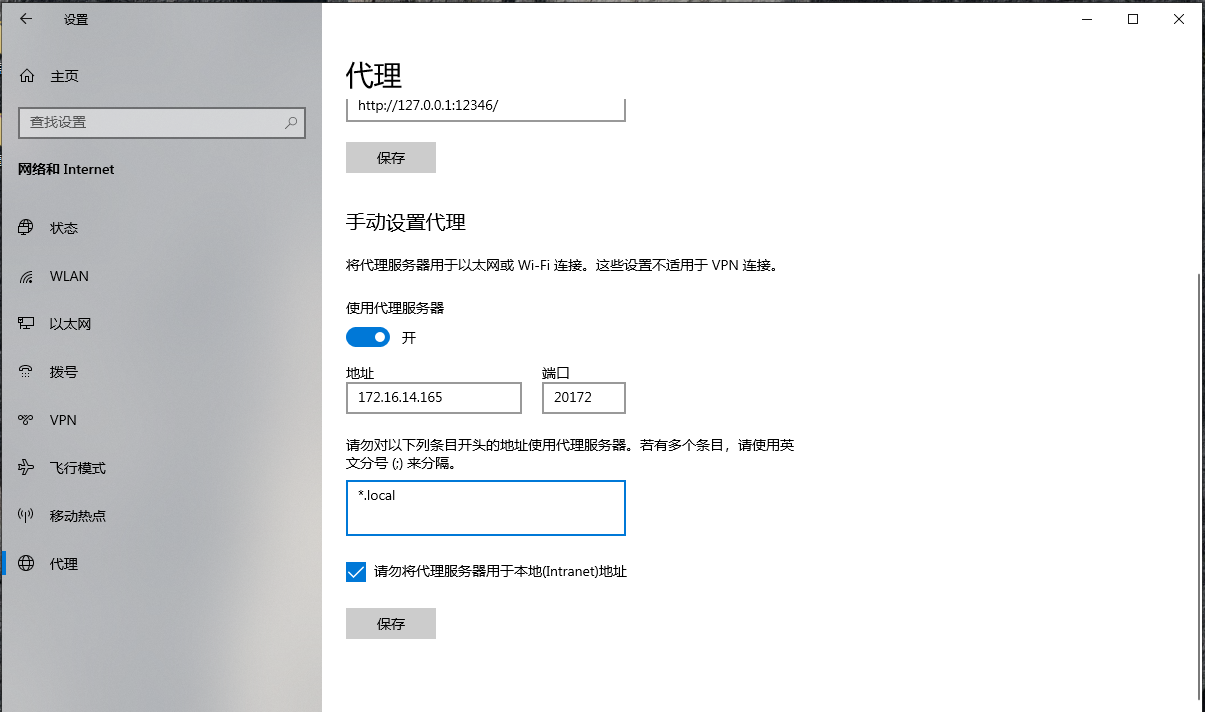 设置
主页
查找设置
网络和 Internet
状态
WLAN
以太网
拨号
VPN
飞行模式
移动热点
代理
代理
http://127.0.0.1:12346/
保存
手动设置代理
将代理服务器用于以太网或 Wi-Fi 连接。这些设置不适用于 VPN 连接。
使用代理服务器
开
地址 端口
172.16.14.165 20172
请勿对以下列条目开头的地址使用代理服务器。若有多个条目，请使用英
文分号 (;) 来分隔。
*.local
请勿将代理服务器用于本地(Intranet)地址
保存